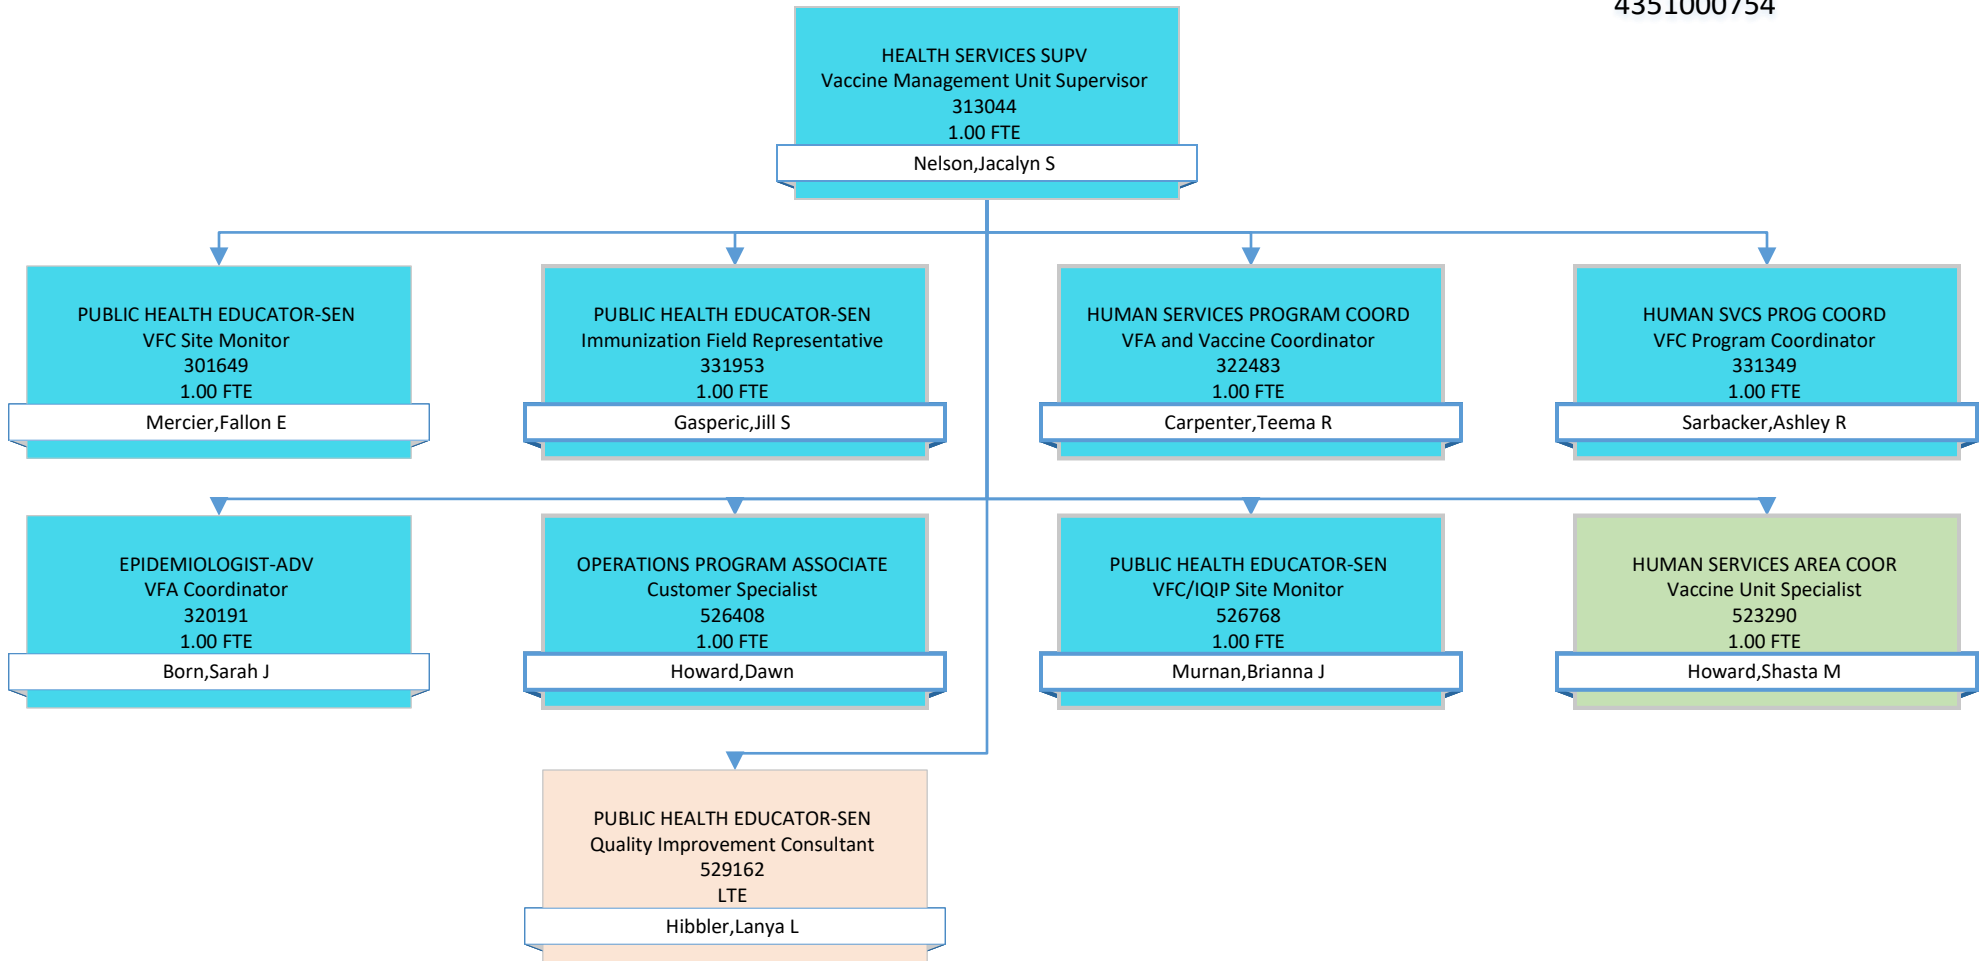 4351000754
HEALTH SERVICES SUPV
Vaccine Management Unit Supervisor
313044
1.00 FTE
Nelson,Jacalyn S
PUBLIC HEALTH EDUCATOR-SEN
VFC Site Monitor
301649
1.00 FTE
Mercier,Fallon E
PUBLIC HEALTH EDUCATOR-SEN
Immunization Field Representative
331953
1.00 FTE
Gasperic,Jill S
HUMAN SERVICES PROGRAM COORD
VFA and Vaccine Coordinator
322483
1.00 FTE
Carpenter,Teema R
HUMAN SVCS PROG COORD
VFC Program Coordinator
331349
1.00 FTE
Sarbacker,Ashley R
EPIDEMIOLOGIST-ADV
VFA Coordinator
320191
1.00 FTE
Born,Sarah J
OPERATIONS PROGRAM ASSOCIATE
Customer Specialist
526408
1.00 FTE
Howard,Dawn
PUBLIC HEALTH EDUCATOR-SEN
VFC/IQIP Site Monitor
526768
1.00 FTE
Murnan,Brianna J
HUMAN SERVICES AREA COOR
Vaccine Unit Specialist
523290
1.00 FTE
Howard,Shasta M
PUBLIC HEALTH EDUCATOR-SEN
Quality Improvement Consultant
529162
LTE
Hibbler,Lanya L